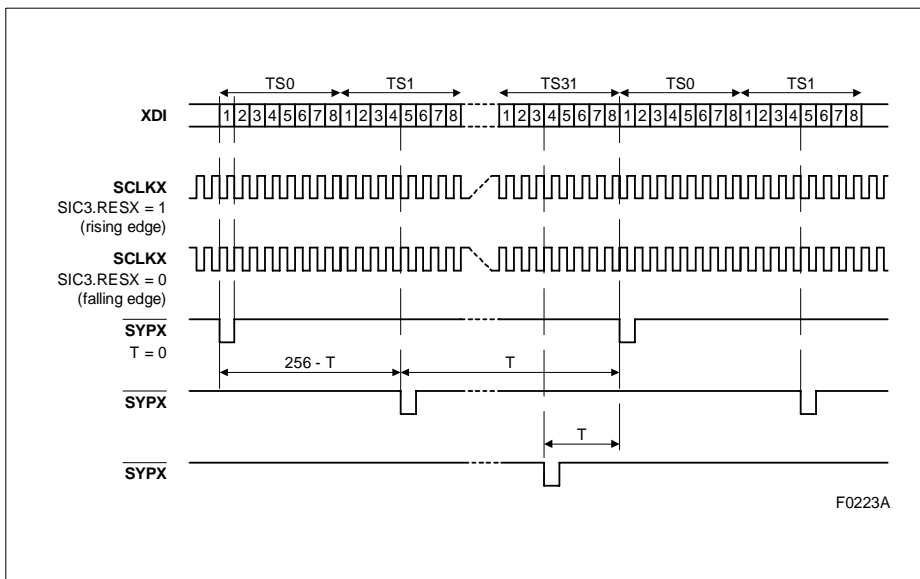 TS0 TS1 TS31 TS0 TS1
XDI 1 2 3 4 5 6 7 8 1 2 3 4 5 6 7 8 1 2 3 4 5 6 7 8 1 2 3 4 5 6 7 8 1 2 3 4 5 6 7 8
SCLKX
SIC3.RESX = 1
(rising edge)
SCLKX
SIC3.RESX = 0
(falling edge)
SYPX
T = 0
256 - T T
SYPX
T
SYPX
F0223A